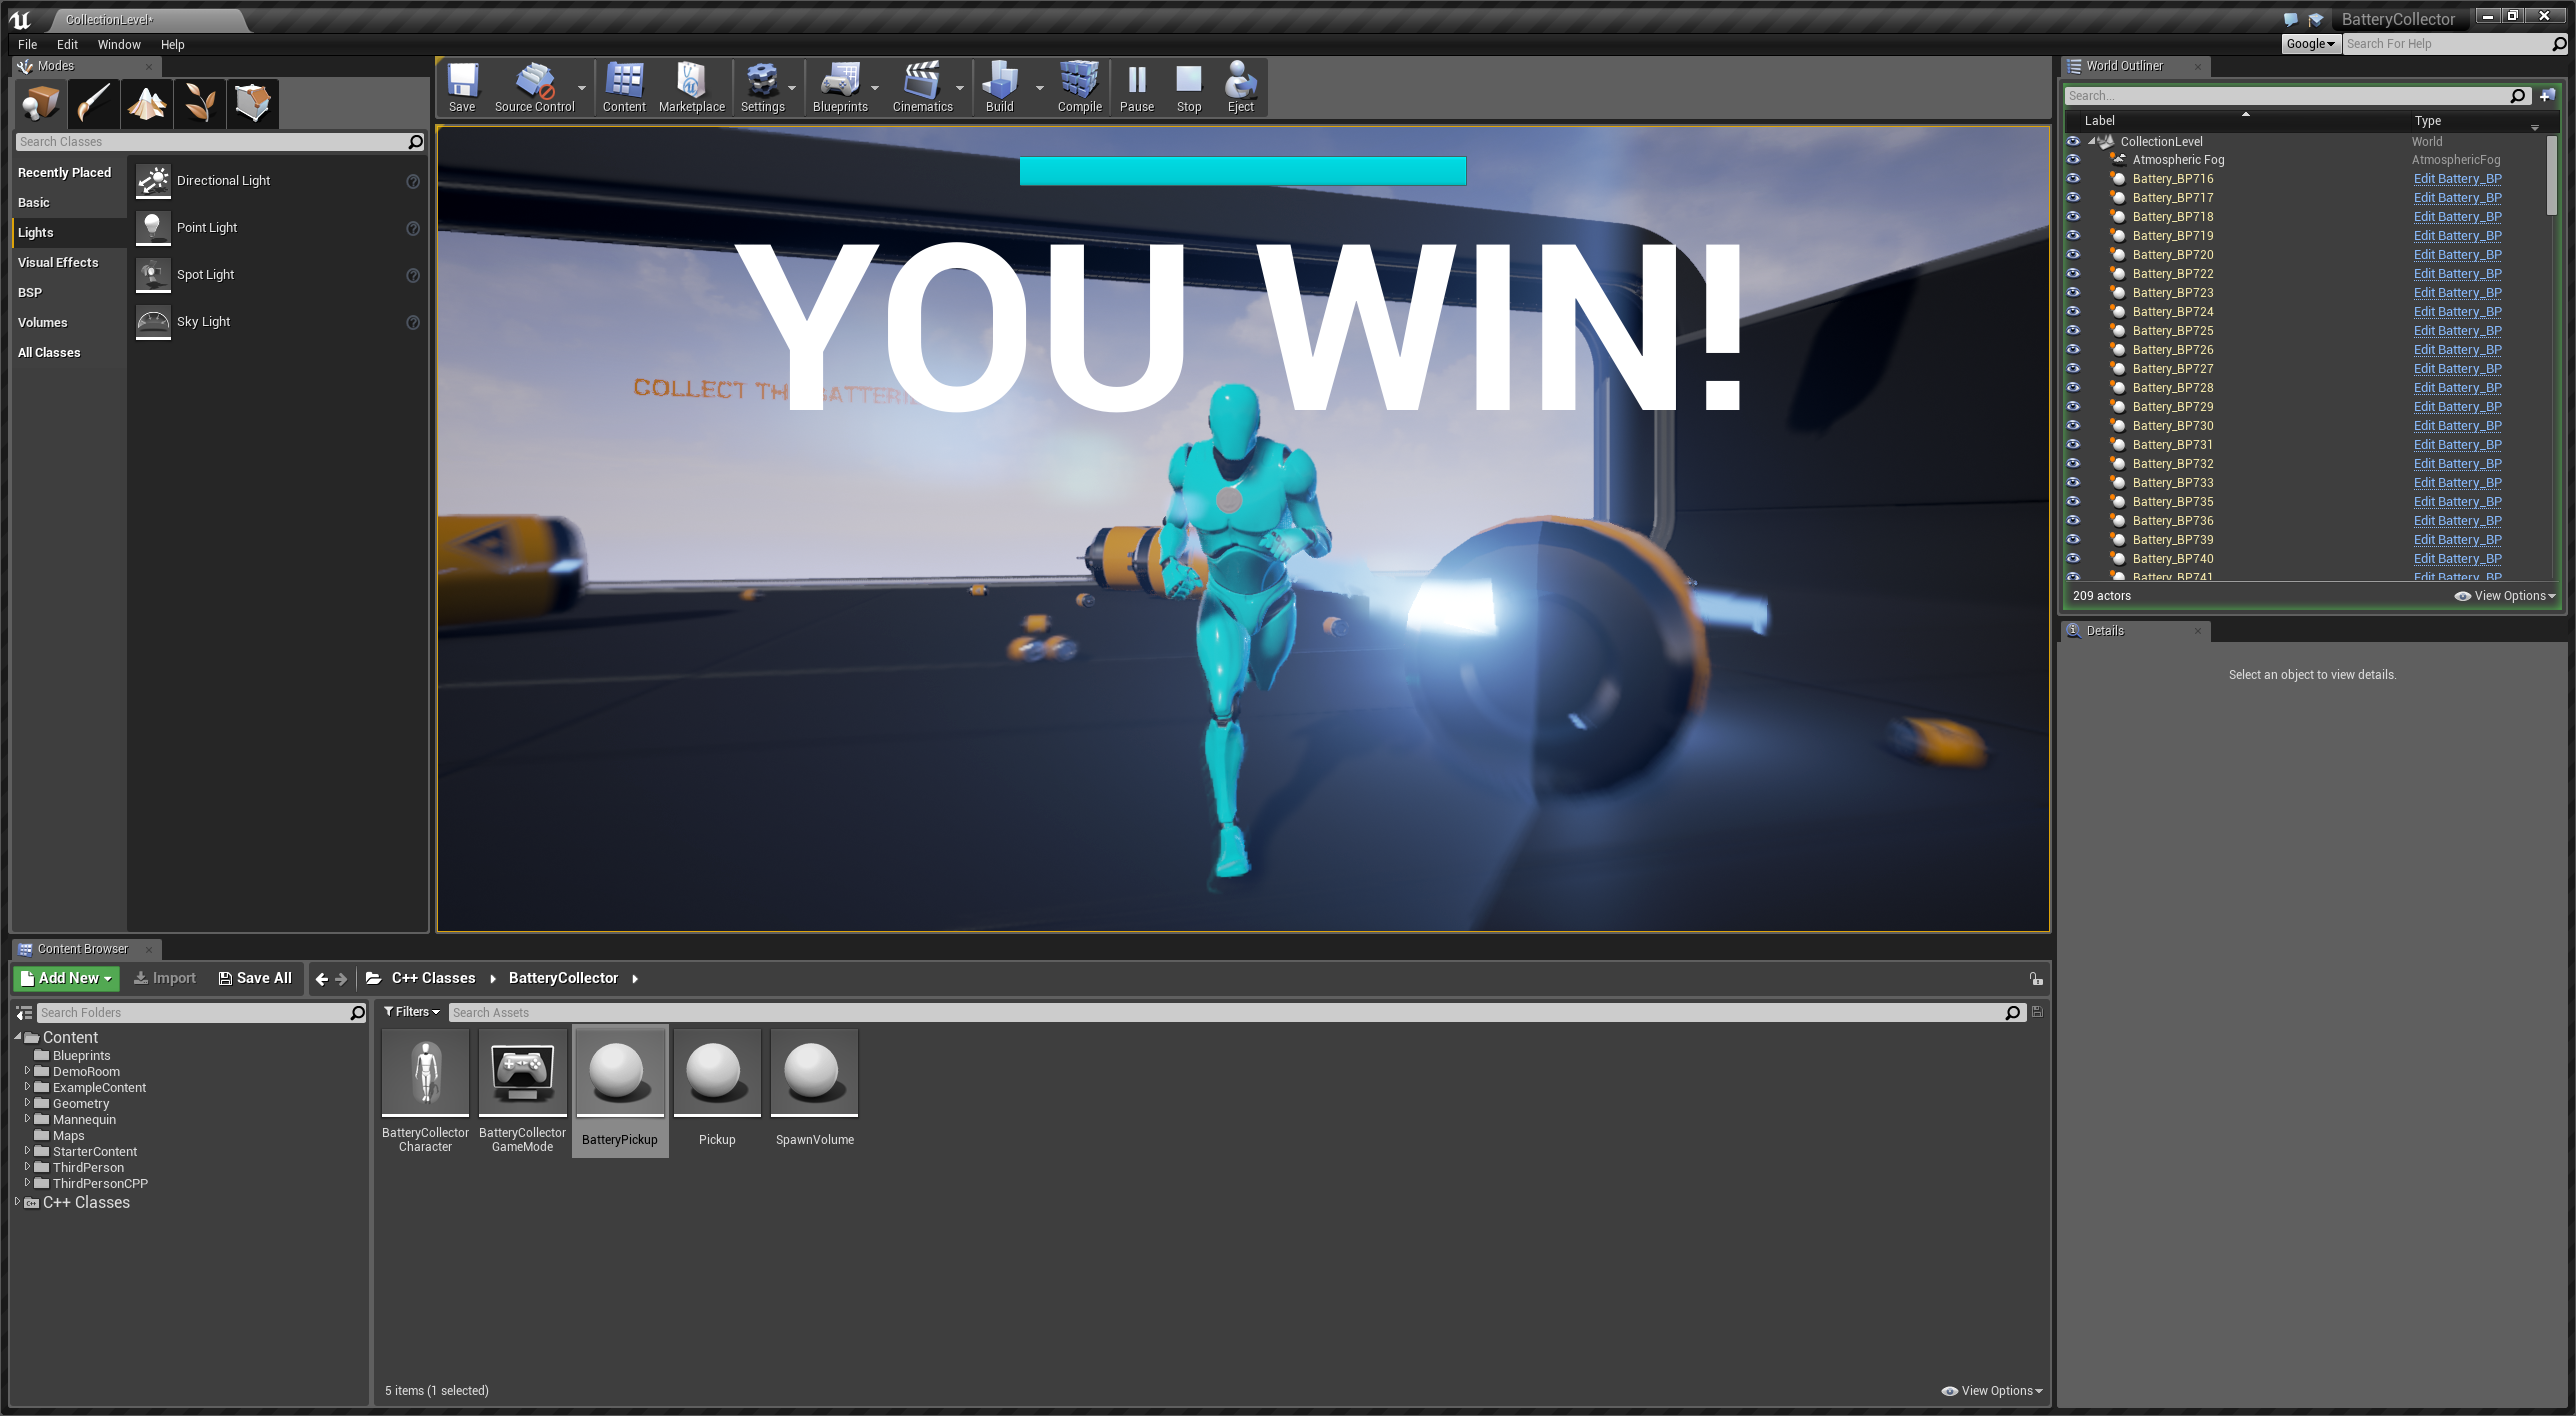 CollectionLevel*
BatteryCollector
File Edit Window Help
Google Search For Help
Modes
Search Classes
Recently Placed
Basic
Lights
Visual Effects
BSP
Volumes
All Classes
Directional Light
Point Light
Spot Light
Sky Light
Save Source Control Content Marketplace Settings Blueprints Cinematics Build Compile Pause Stop Eject
YOU WIN!
COLLECT THE BATTERIE
World Outliner
Search...
Label Type
CollectionLevel World
Atmospheric Fog AtmosphericFog
Battery_BP716 Edit Battery_BP
Battery_BP717 Edit Battery_BP
Battery_BP718 Edit Battery_BP
Battery_BP719 Edit Battery_BP
Battery_BP720 Edit Battery_BP
Battery_BP722 Edit Battery_BP
Battery_BP723 Edit Battery_BP
Battery_BP724 Edit Battery_BP
Battery_BP725 Edit Battery_BP
Battery_BP726 Edit Battery_BP
Battery_BP727 Edit Battery_BP
Battery_BP728 Edit Battery_BP
Battery_BP729 Edit Battery_BP
Battery_BP730 Edit Battery_BP
Battery_BP731 Edit Battery_BP
Battery_BP732 Edit Battery_BP
Battery_BP733 Edit Battery_BP
Battery_BP735 Edit Battery_BP
Battery_BP736 Edit Battery_BP
Battery_BP739 Edit Battery_BP
Battery_BP740 Edit Battery_BP
Battery_BP741 Edit Battery_BP
209 actors View Options
Details
Select an object to view details.
Content Browser
Add New Import Save All C++ Classes BatteryCollector
Search Folders
Content
Blueprints
DemoRoom
ExampleContent
Geometry
Mannequin
Maps
StarterContent
ThirdPerson
ThirdPersonCPP
C++ Classes
Filters Search Assets
BatteryCollector
Character
BatteryCollector
GameMode
BatteryPickup
Pickup
SpawnVolume
5 items (1 selected) View Options